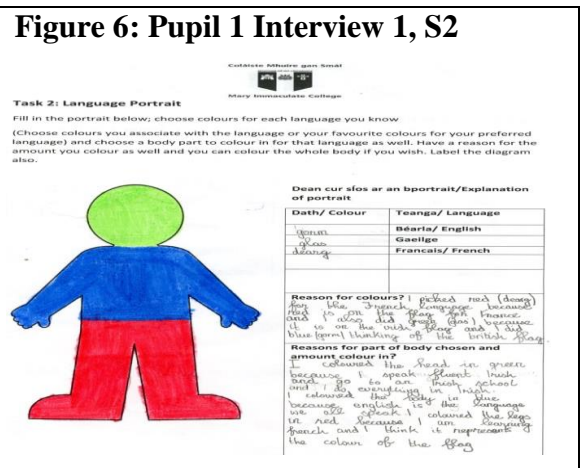 Figure 6: Pupil 1 Interview 1, S2
Coláiste Mhuire gan Smál
Mary Immaculate College
Task 2: Language Portrait
Fill in the portrait below; choose colours for each language you know
(Choose colours you associate with the language or your favourite colours for your preferred
language) and choose a body part to colour in for that language as well. Have a reason for the
amount you colour as well and you can colour the whole body if you wish. Label the diagram
also.
Dean cur síos ar an bportrait/Explanation
of portrait
Dath/ Colour Teanga/ Language
gorm Béarla/ English
glas Gaeilge
dearg Francais/ French
Reason for colours? I picked red (dearg)
for the French language because
red is on the flag for France
and I also did green (glas) because
it is on the Irish flag and I did
blue (gorm) thinking off the british flag
Reasons for part of body chosen and
amount colour in?
I coloured the head in green
because I speak fluent Irish
and go to an Irish school
and I do everything in Irish.
I coloured the body in blue
because english is the language
we all speak I coloured the legs
in red because I am learning
french and I think it represents
the colour of the flag